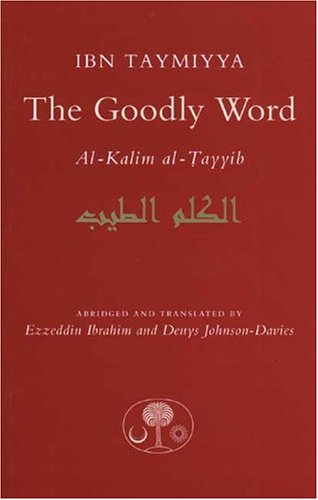 IBN TAYMIYYA
The Goodly Word
Al-Kalim al-Ṭayyib
الكلم الطيب
ABRIDGED AND TRANSLATED BY
Ezzeddin Ibrahim and Denys Johnson-Davies